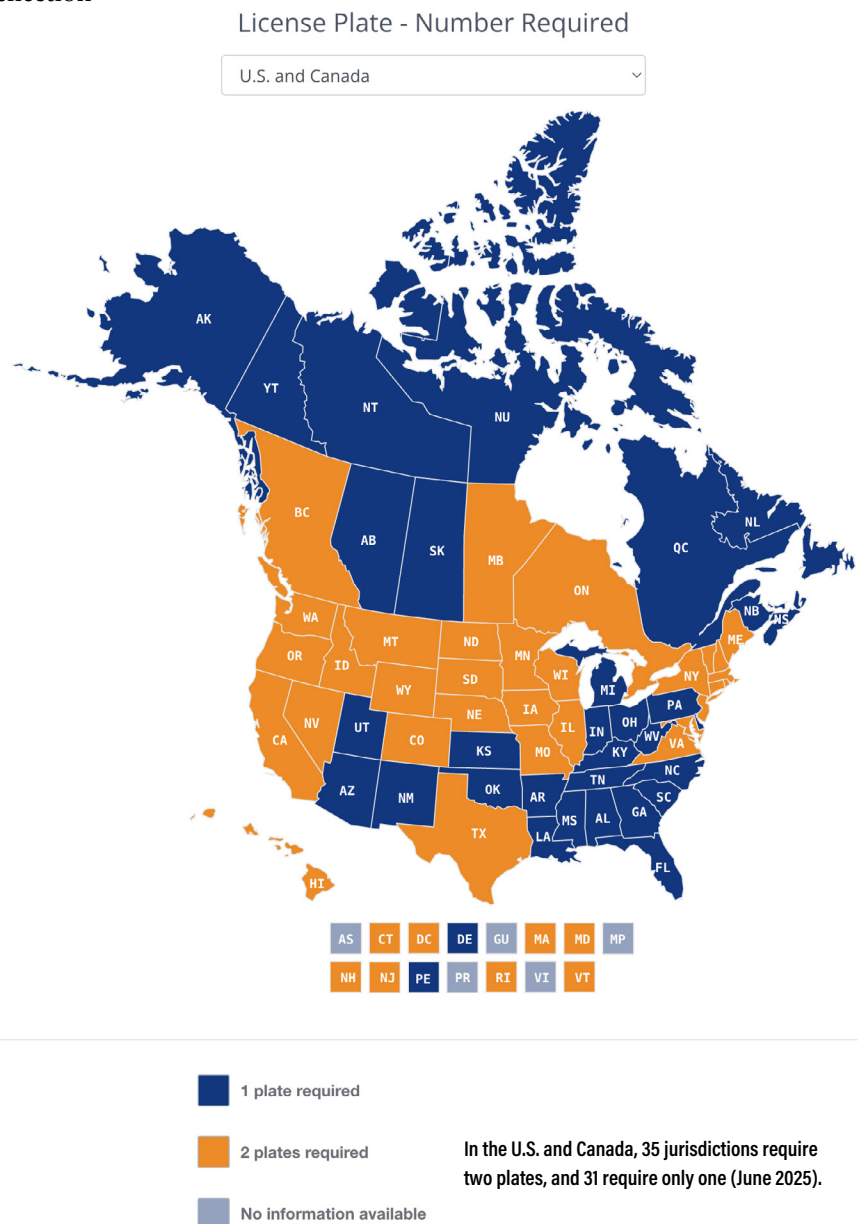 License Plate - Number Required
U.S. and Canada
AK
YT
NT
NU
BC
AB
SK
MB
ON
QC
NL
NB
NS
WA
MT
ND
MN
ME
OR
ID
SD
WI
NY
WY
MI
PA
NE
IA
NV
UT
CO
IL
IN
OH
WV
VA
CA
KS
MO
KY
NC
TN
AZ
NM
OK
AR
SC
MS
AL
GA
TX
LA
FL
HI
AS CT DC DE GU MA MD MP
NH NJ PE PR RI VI VT
1 plate required
2 plates required
In the U.S. and Canada, 35 jurisdictions require
two plates, and 31 require only one (June 2025).
No information available